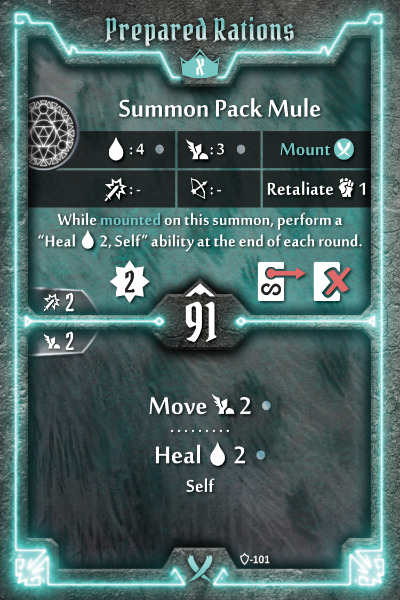 Prepared Rations
X
Summon Pack Mule
:4
:3
Mount
:-
:-
Retaliate 1
While mounted on this summon, perform a
“Heal 2, Self” ability at the end of each round.
2
2
91
2
Move 2
Heal 2
Self
-101